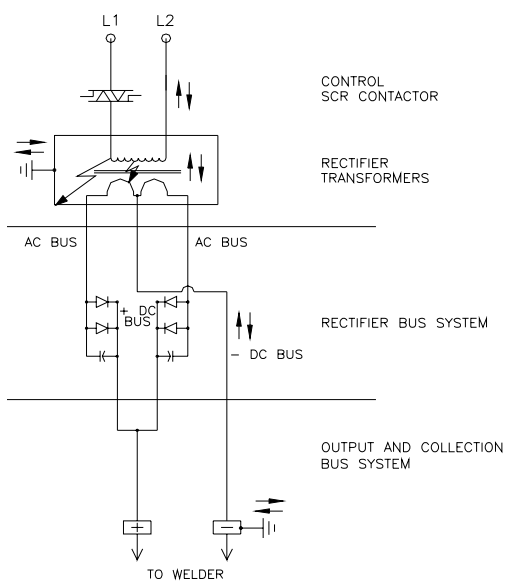 L1 L2
CONTROL
SCR CONTACTOR
RECTIFIER
TRANSFORMERS
AC BUS AC BUS
+ DC
BUS
RECTIFIER BUS SYSTEM
− DC BUS
OUTPUT AND COLLECTION
BUS SYSTEM
+ −
TO WELDER